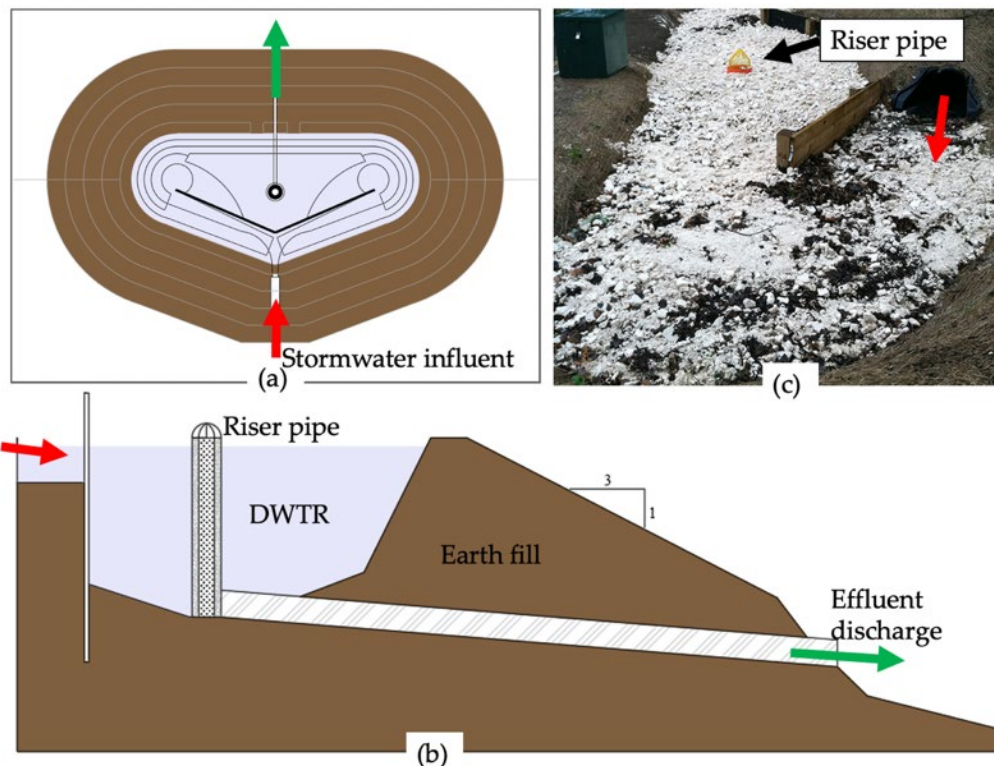 Stormwater influent
(a)
Riser pipe
(c)
Riser pipe
DWTR
3
1
Earth fill
Effluent
discharge
(b)